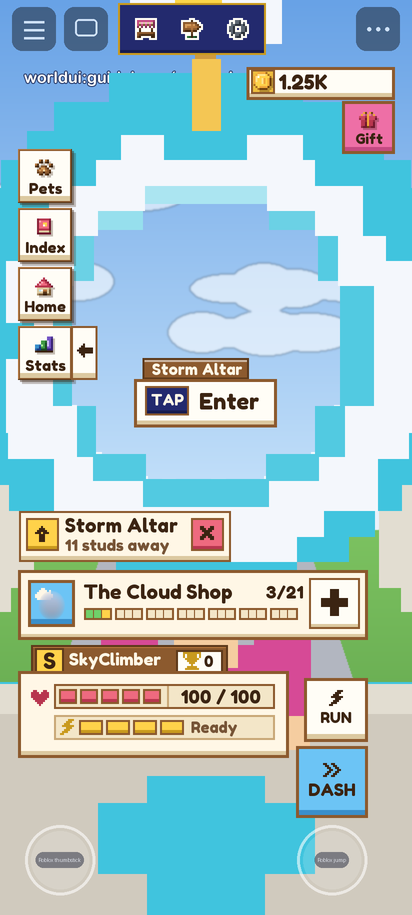 1.25K
Gift
Pets
Index
Home
Stats
Storm Altar
TAP Enter
Storm Altar
11 studs away
The Cloud Shop 3/21
S SkyClimber 0
100 / 100
Ready
RUN
DASH